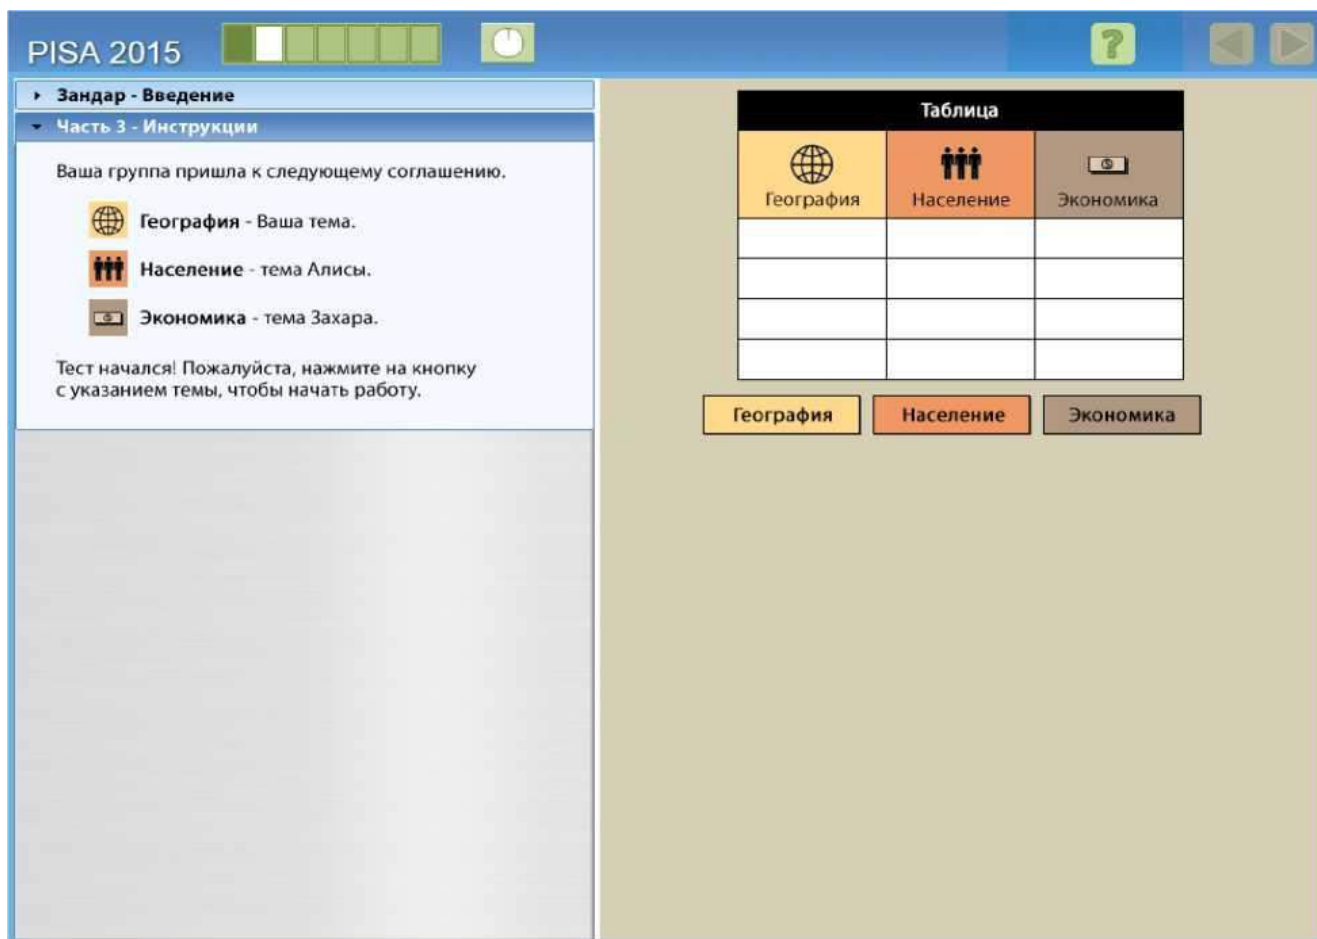 PISA 2015
?
Зандар - Введение
Часть 3 - Инструкции
Ваша группа пришла к следующему соглашению.
География - Ваша тема.
Население - тема Алисы.
Экономика - тема Захара.
Тест начался! Пожалуйста, нажмите на кнопку
с указанием темы, чтобы начать работу.
Таблица
География Население Экономика
География Население Экономика